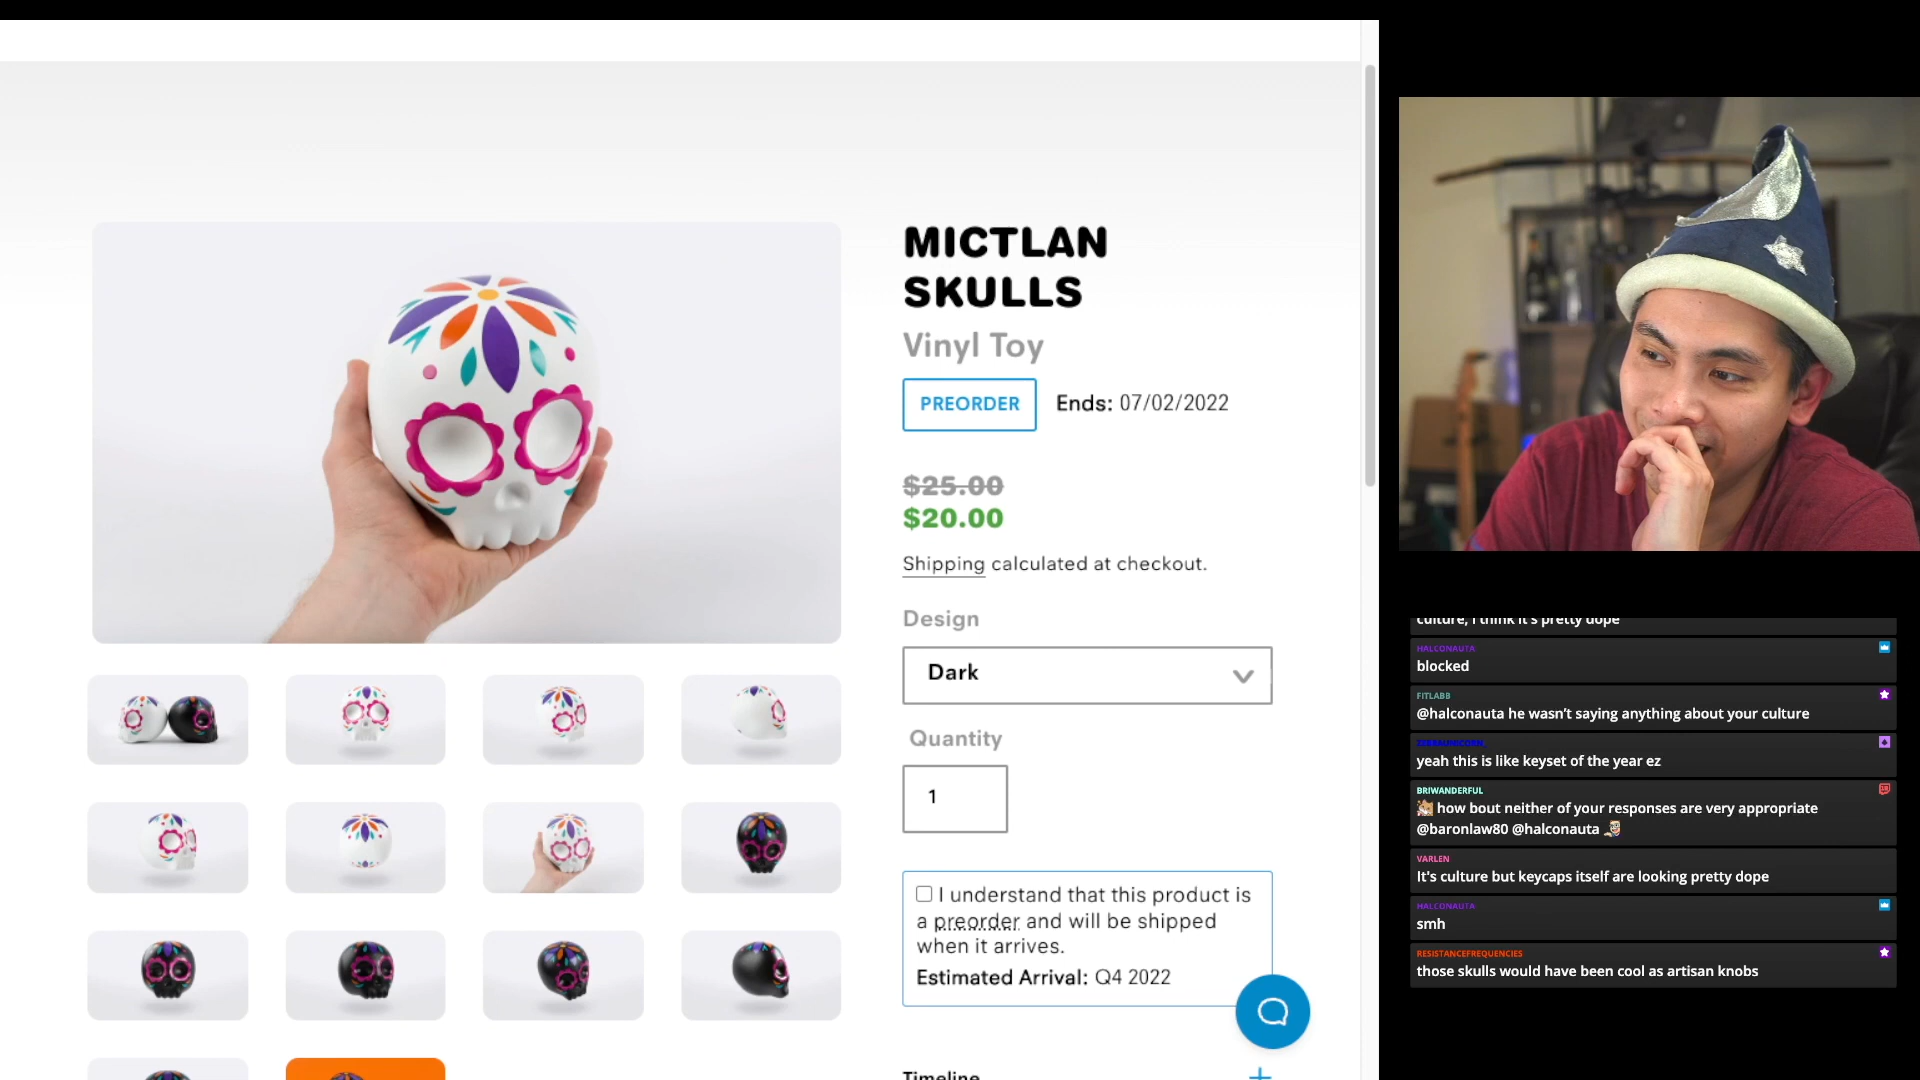 MICTLAN
SKULLS
Vinyl Toy
PREORDER
Ends: 07/02/2022
$25.00
$20.00
Shipping calculated at checkout.
Design
Dark
Quantity
1
I understand that this product is
a preorder and will be shipped
when it arrives.
Estimated Arrival: Q4 2022
Timeline
culture, I think it's pretty dope
HALCONAUTA
blocked
FITLABB
@halconauta he wasn't saying anything about your culture
yeah this is like keyset of the year ez
BRIWANDERFUL
how bout neither of your responses are very appropriate
@baronlaw80 @halconauta
VARLEN
It's culture but keycaps itself are looking pretty dope
HALCONAUTA
smh
RESISTANCEFREQUENCIES
those skulls would have been cool as artisan knobs